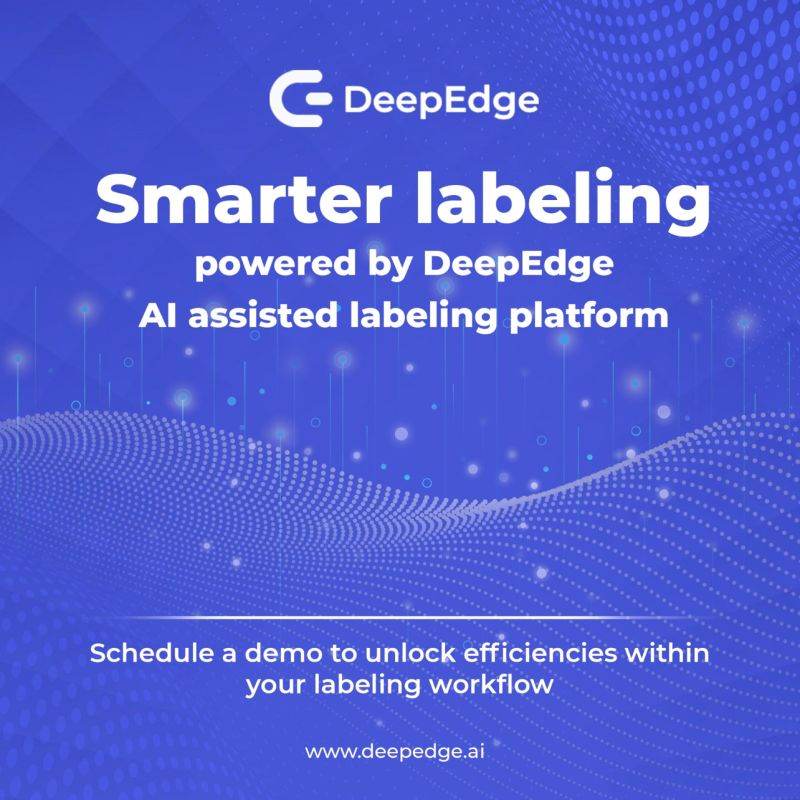 DeepEdge
Smarter labeling
powered by DeepEdge
AI assisted labeling platform
Schedule a demo to unlock efficiencies within
your labeling workflow
www.deepedge.ai